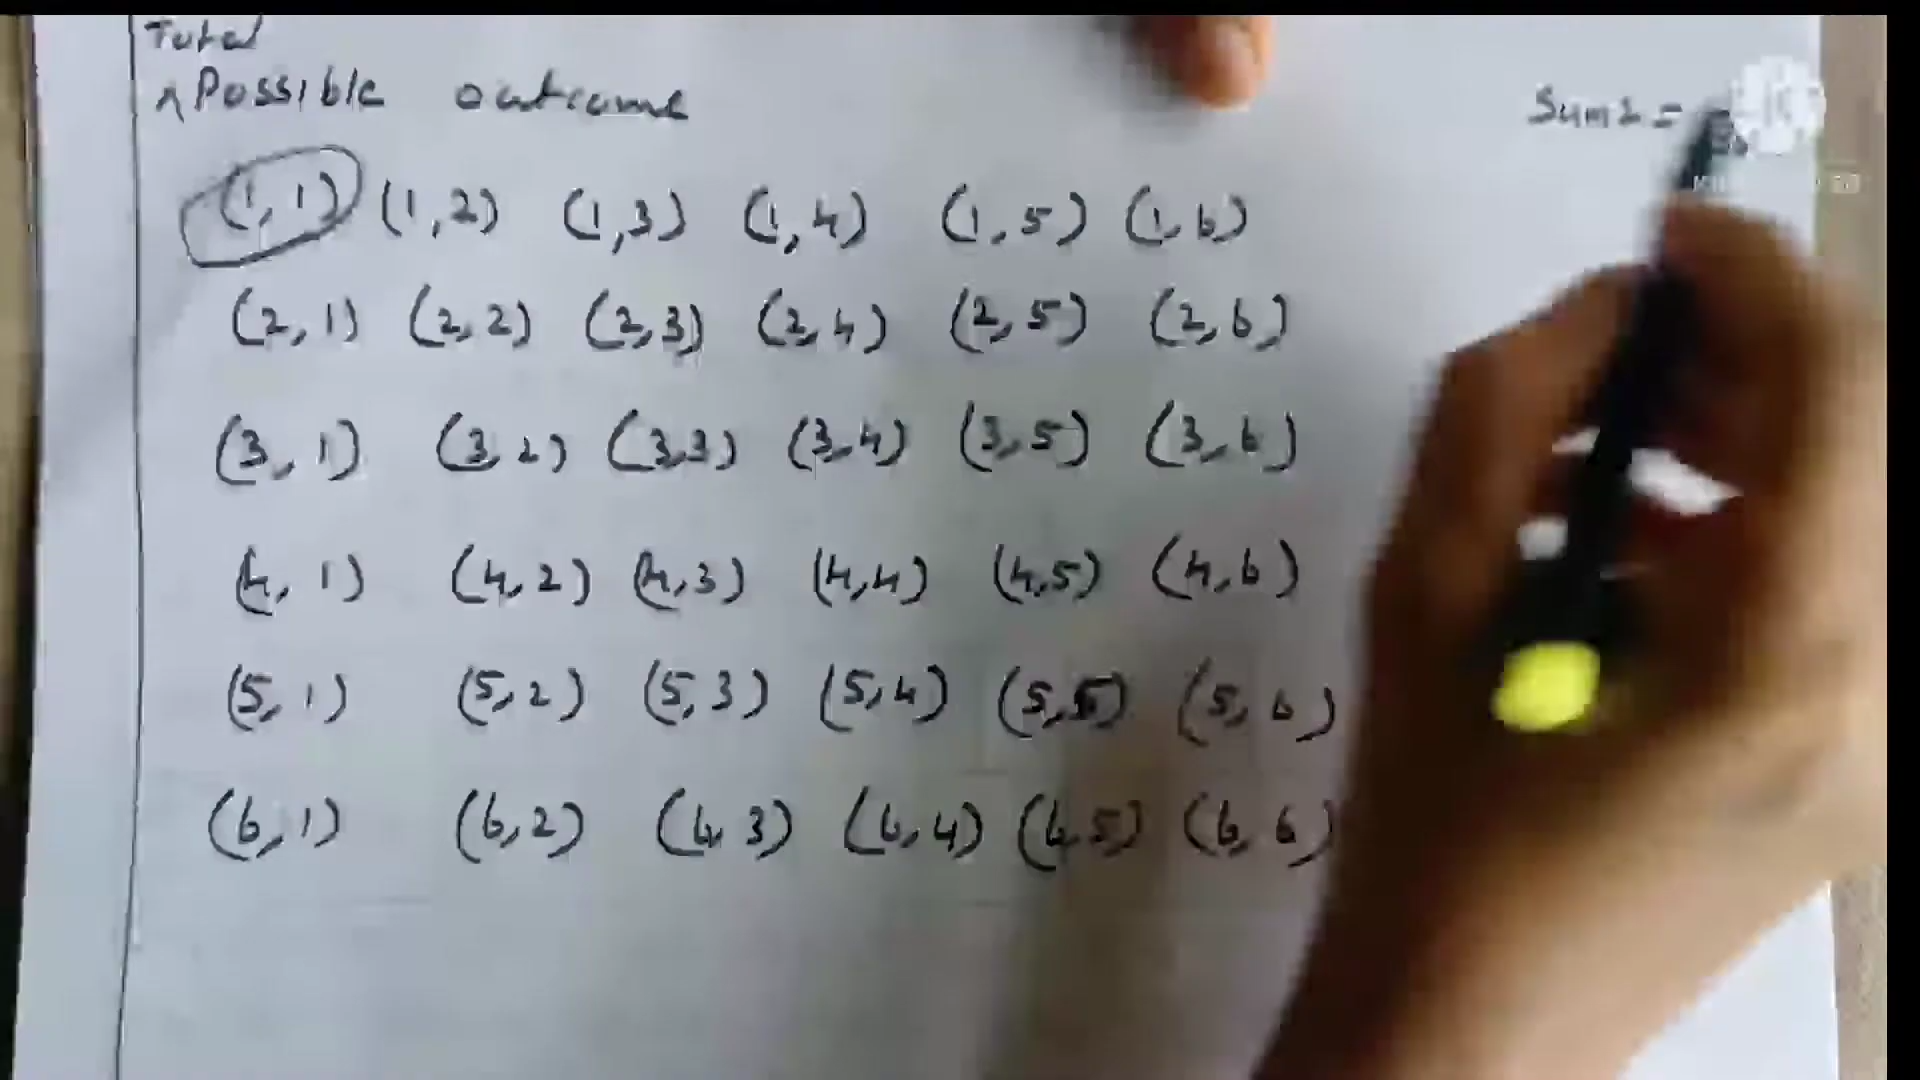 Total
Possible outcome
Sum 2 =
(1,1) (1,2) (1,3) (1,4) (1,5) (1,6)
(2,1) (2,2) (2,3) (2,4) (2,5) (2,6)
(3,1) (3,2) (3,3) (3,4) (3,5) (3,6)
(4,1) (4,2) (4,3) (4,4) (4,5) (4,6)
(5,1) (5,2) (5,3) (5,4) (5,5) (5,6)
(6,1) (6,2) (6,3) (6,4) (6,5) (6,6)